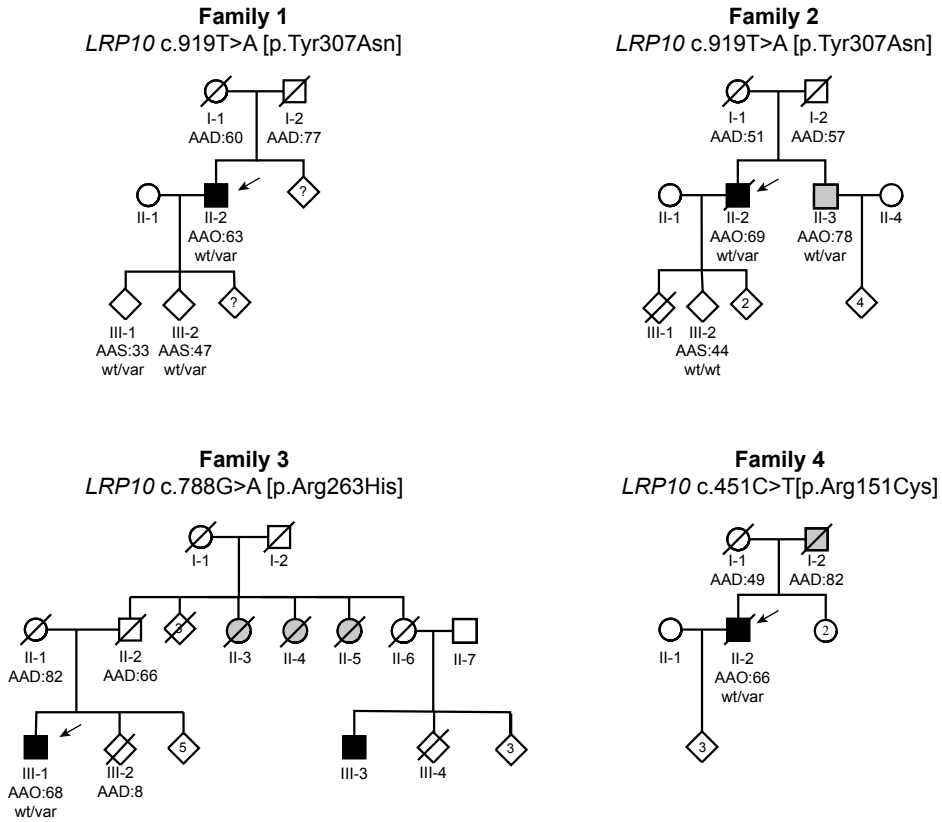 Family 1
LRP10 c.919T>A [p.Tyr307Asn]
I-1 I-2
AAD:60 AAD:77
?
II-1 II-2
AAO:63
wt/var
?
III-1 III-2
AAS:33 AAS:47
wt/var wt/var
Family 2
LRP10 c.919T>A [p.Tyr307Asn]
I-1 I-2
AAD:51 AAD:57
II-1 II-2 II-3 II-4
AAO:69 AAO:78
wt/var wt/var
2 4
III-1 III-2
AAS:44
wt/wt
Family 3
LRP10 c.788G>A [p.Arg263His]
I-1 I-2
3
II-1 II-2 II-3 II-4 II-5 II-6 II-7
AAD:82 AAD:66
5 3
III-1 III-2 III-3 III-4
AAO:68 AAD:8
wt/var
Family 4
LRP10 c.451C>T[p.Arg151Cys]
I-1 I-2
AAD:49 AAD:82
2
II-1 II-2
AAO:66
wt/var
3